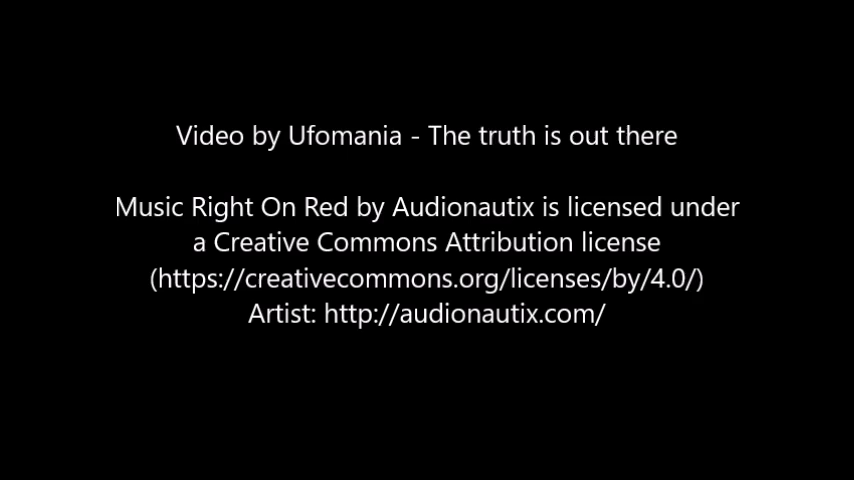 Video by Ufomania - The truth is out there
Music Right On Red by Audionautix is licensed under
a Creative Commons Attribution license
(https://creativecommons.org/licenses/by/4.0/)
Artist: http://audionautix.com/